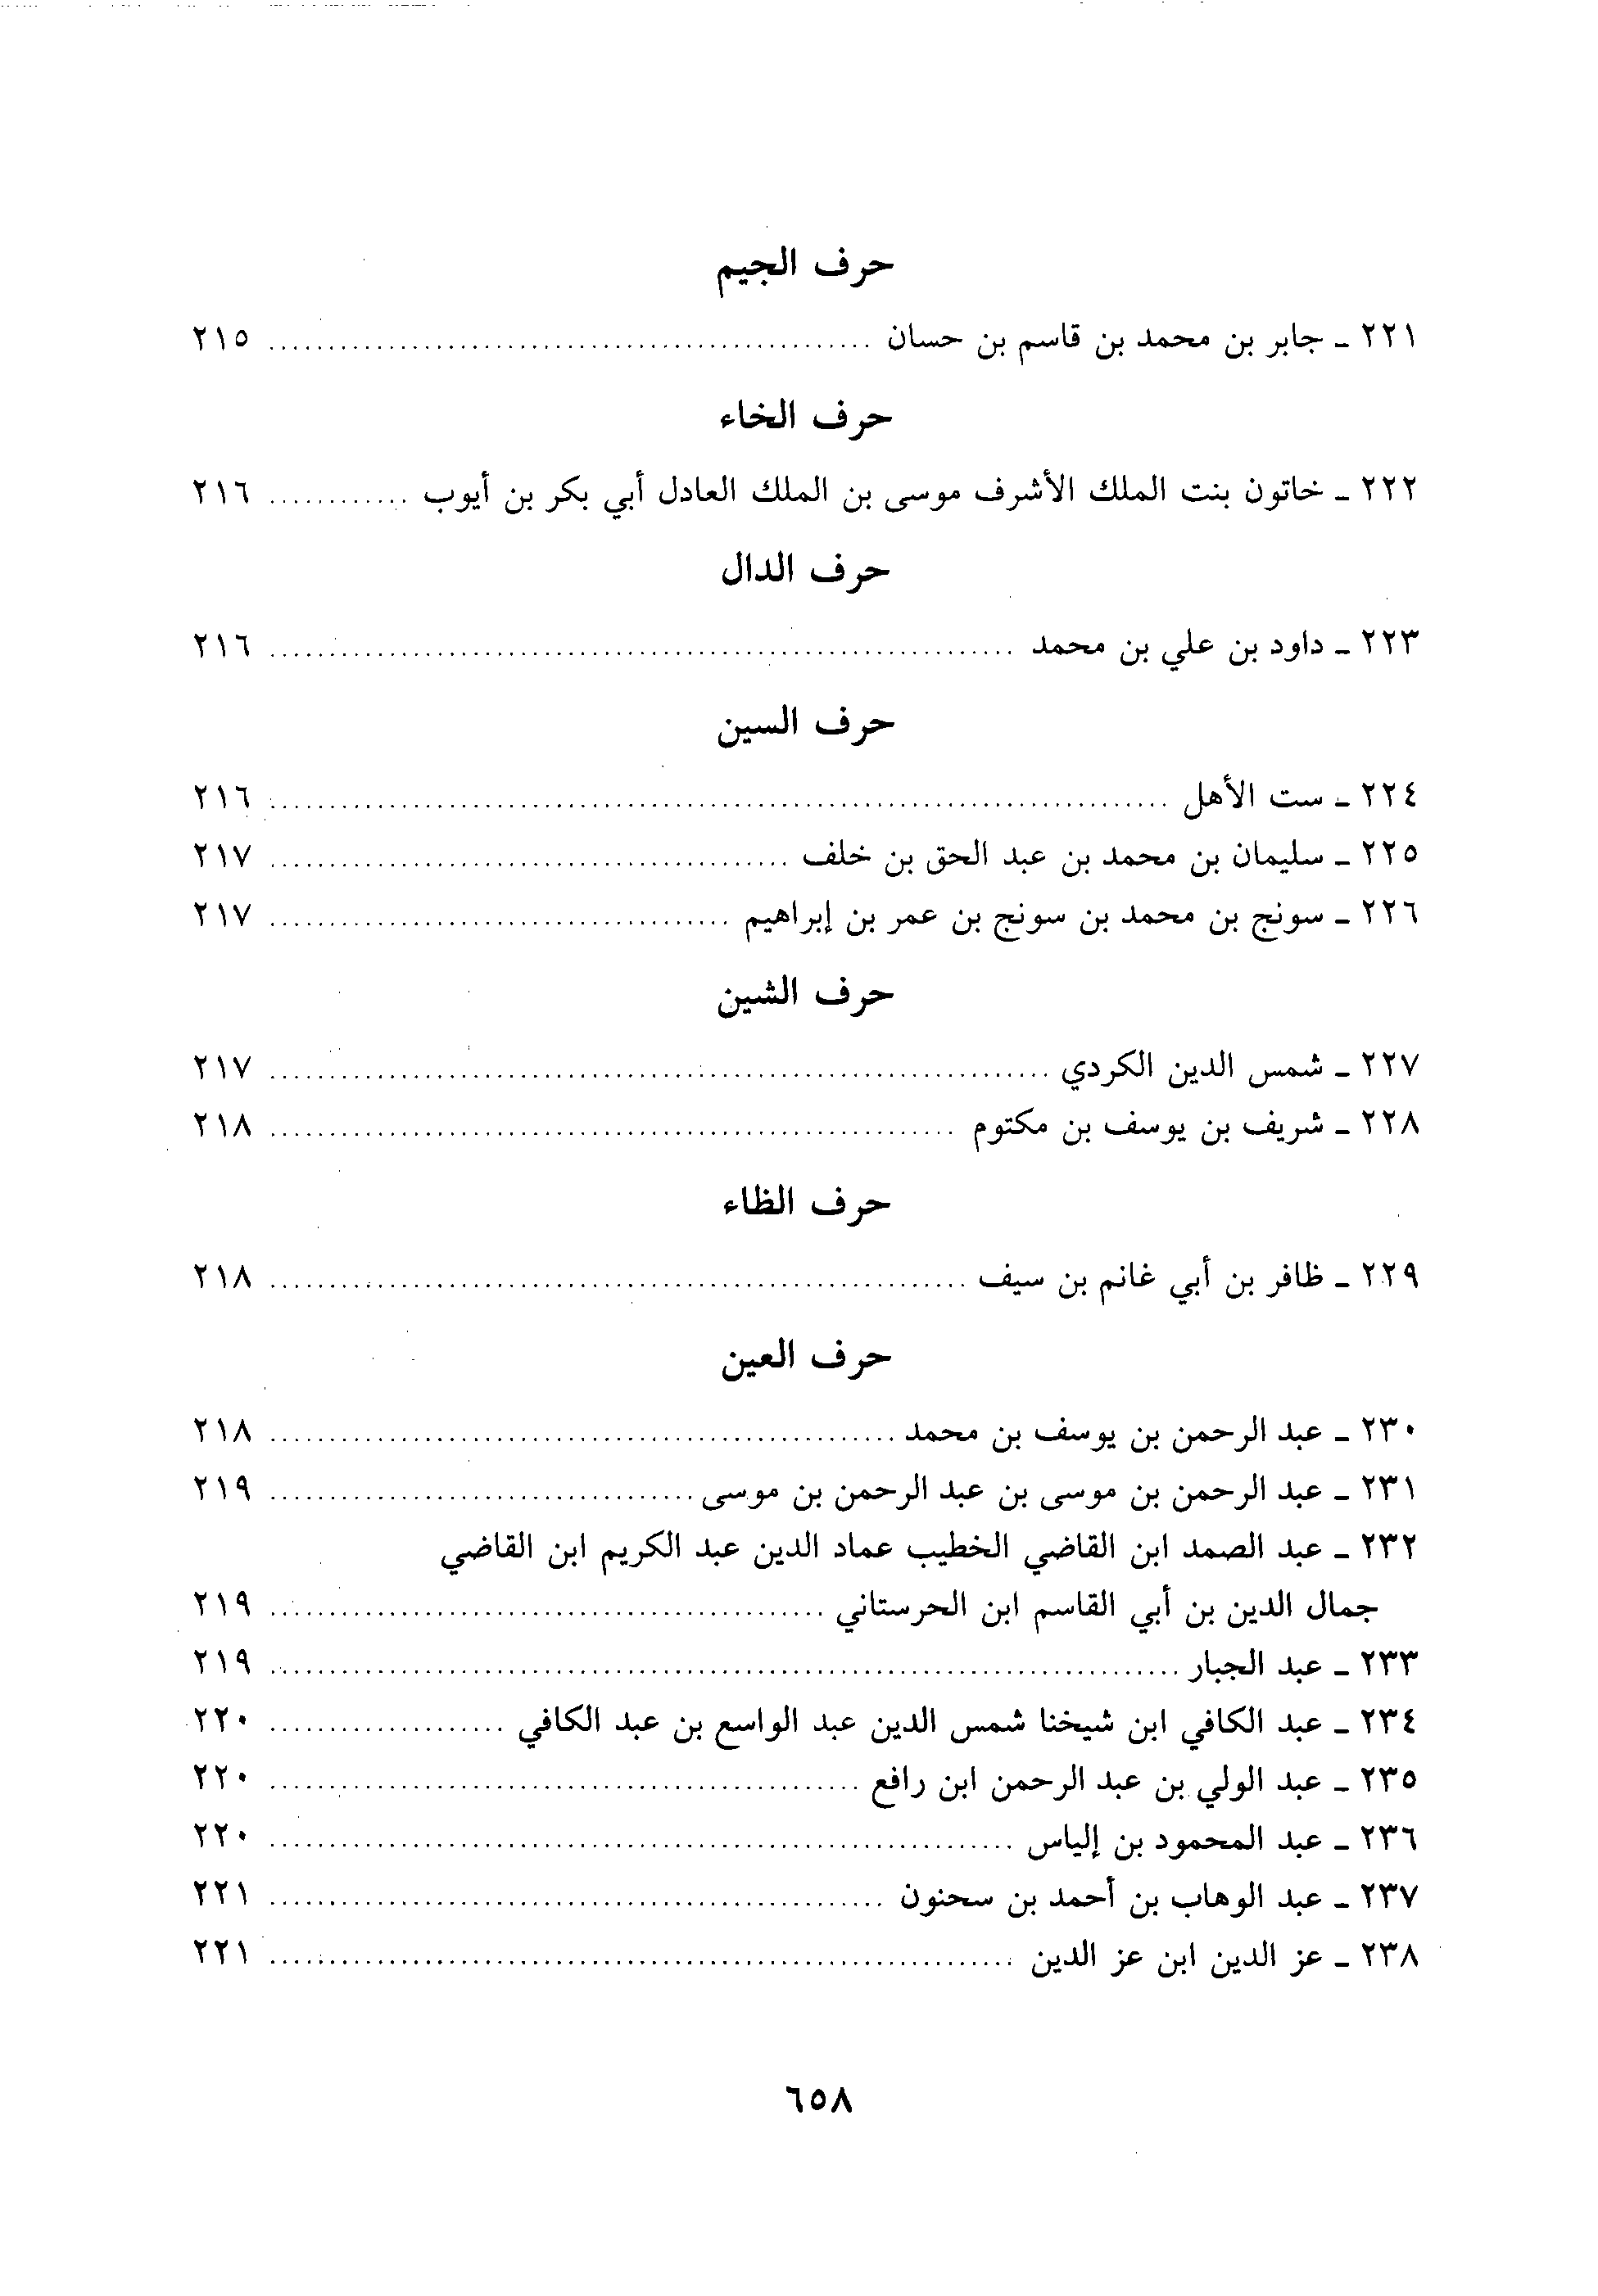 حرف الجيم
٢٢١ ـ جابر بن محمد بن قاسم بن حسان ........................ ٢١٥
حرف الخاء
٢٢٢ ـ خاتون بنت الملك الأشرف موسى بن الملك العادل أبي بكر بن أيوب ............ ٢١٦
حرف الدال
٢٢٣ ـ داود بن علي بن محمد ........................ ٢١٦
حرف السين
٢٢٤ ـ ست الأهل ........................ ٢١٦
٢٢٥ ـ سليمان بن محمد بن عبد الحق بن خلف ........................ ٢١٧
٢٢٦ ـ سونج بن محمد بن سونج بن عمر بن إبراهيم ........................ ٢١٧
حرف الشين
٢٢٧ ـ شمس الدين الكردي ........................ ٢١٧
٢٢٨ ـ شريف بن يوسف بن مكتوم ........................ ٢١٨
حرف الظاء
٢٢٩ ـ ظافر بن أبي غانم بن سيف ........................ ٢١٨
حرف العين
٢٣٠ ـ عبد الرحمن بن يوسف بن محمد ........................ ٢١٨
٢٣١ ـ عبد الرحمن بن موسى بن عبد الرحمن بن موسى ........................ ٢١٩
٢٣٢ ـ عبد الصمد ابن القاضي الخطيب عماد الدين عبد الكريم ابن القاضي
جمال الدين بن أبي القاسم ابن الحرستاني ........................ ٢١٩
٢٣٣ ـ عبد الجبار ........................ ٢١٩
٢٣٤ ـ عبد الكافي ابن شيخنا شمس الدين عبد الواسع بن عبد الكافي .................... ٢٢٠
٢٣٥ ـ عبد الولي بن عبد الرحمن ابن رافع ........................ ٢٢٠
٢٣٦ ـ عبد المحمود بن إلياس ........................ ٢٢٠
٢٣٧ ـ عبد الوهاب بن أحمد بن سحنون ........................ ٢٢١
٢٣٨ ـ عز الدين ابن عز الدين ........................ ٢٢١
٦٥٨